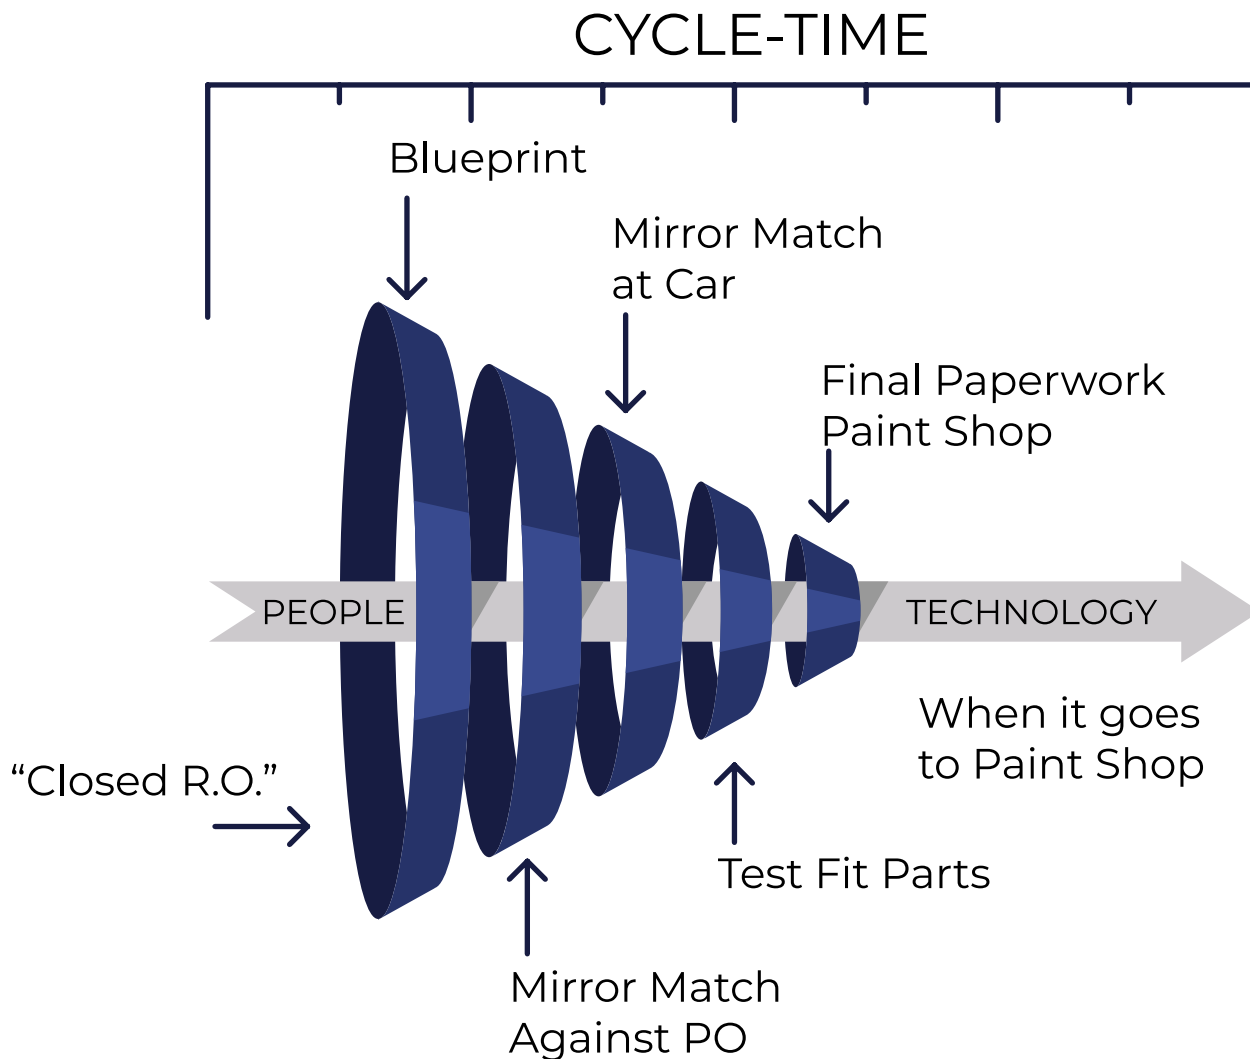 CYCLE-TIME
Blueprint
Mirror Match
at Car
Final Paperwork
Paint Shop
PEOPLE
TECHNOLOGY
When it goes
to Paint Shop
“Closed R.O.”
Test Fit Parts
Mirror Match
Against PO